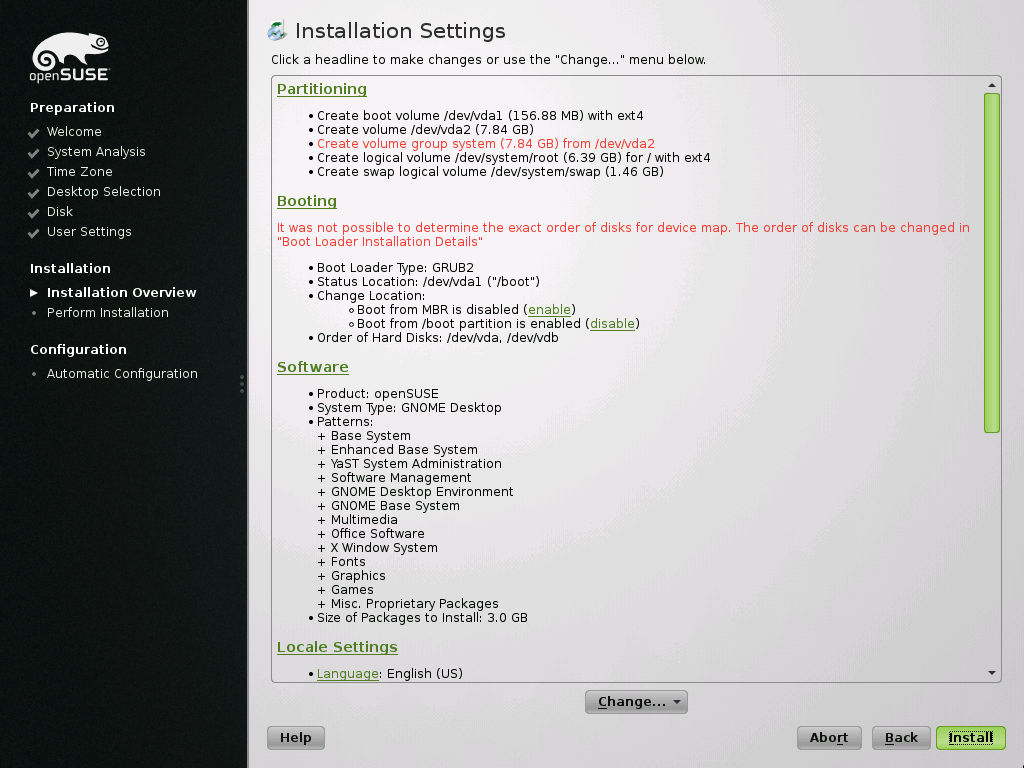 openSUSE
Preparation
Welcome
System Analysis
Time Zone
Desktop Selection
Disk
User Settings
Installation
Installation Overview
Perform Installation
Configuration
Automatic Configuration
Installation Settings
Click a headline to make changes or use the "Change..." menu below.
Partitioning
• Create boot volume /dev/vda1 (156.88 MB) with ext4
• Create volume /dev/vda2 (7.84 GB)
• Create volume group system (7.84 GB) from /dev/vda2
• Create logical volume /dev/system/root (6.39 GB) for / with ext4
• Create swap logical volume /dev/system/swap (1.46 GB)
Booting
It was not possible to determine the exact order of disks for device map. The order of disks can be changed in
"Boot Loader Installation Details"
• Boot Loader Type: GRUB2
• Status Location: /dev/vda1 ("/boot")
• Change Location:
Boot from MBR is disabled (enable)
Boot from /boot partition is enabled (disable)
• Order of Hard Disks: /dev/vda, /dev/vdb
Software
• Product: openSUSE
• System Type: GNOME Desktop
• Patterns:
+ Base System
+ Enhanced Base System
+ YaST System Administration
+ Software Management
+ GNOME Desktop Environment
+ GNOME Base System
+ Multimedia
+ Office Software
+ X Window System
+ Fonts
+ Graphics
+ Games
+ Misc. Proprietary Packages
• Size of Packages to Install: 3.0 GB
Locale Settings
• Language: English (US)
Change...
Help
Abort
Back
Install